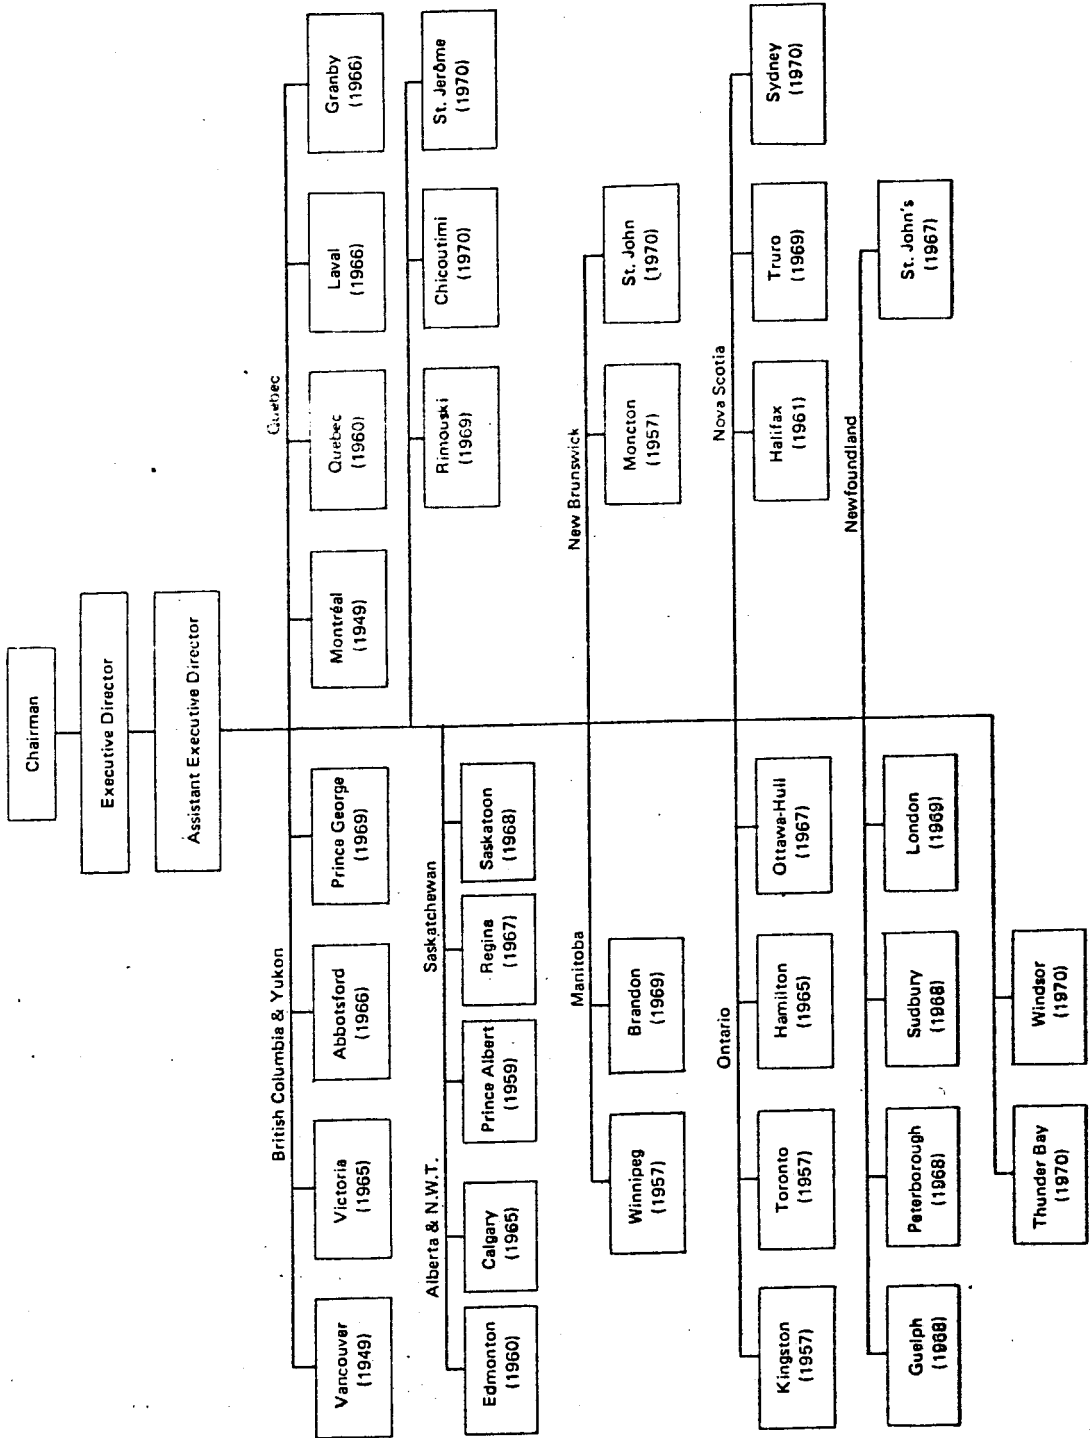 Chairman
Executive Director
Assistant Executive Director
British Columbia & Yukon
Vancouver
(1949)
Victoria
(1965)
Abbotsford
(1966)
Prince George
(1969)
Quebec
Montréal
(1949)
Quebec
(1960)
Laval
(1966)
Granby
(1966)
Rimouski
(1969)
Chicoutimi
(1970)
St. Jerôme
(1970)
Alberta & N.W.T.
Edmonton
(1960)
Calgary
(1965)
Saskatchewan
Prince Albert
(1959)
Regina
(1967)
Saskatoon
(1968)
Manitoba
Winnipeg
(1957)
Brandon
(1969)
New Brunswick
Moncton
(1957)
St. John
(1970)
Ontario
Kingston
(1957)
Toronto
(1957)
Hamilton
(1965)
Ottawa-Hull
(1967)
Nova Scotia
Halifax
(1961)
Truro
(1969)
Sydney
(1970)
Guelph
(1968)
Peterborough
(1968)
Sudbury
(1968)
London
(1969)
Newfoundland
St. John's
(1967)
Thunder Bay
(1970)
Windsor
(1970)